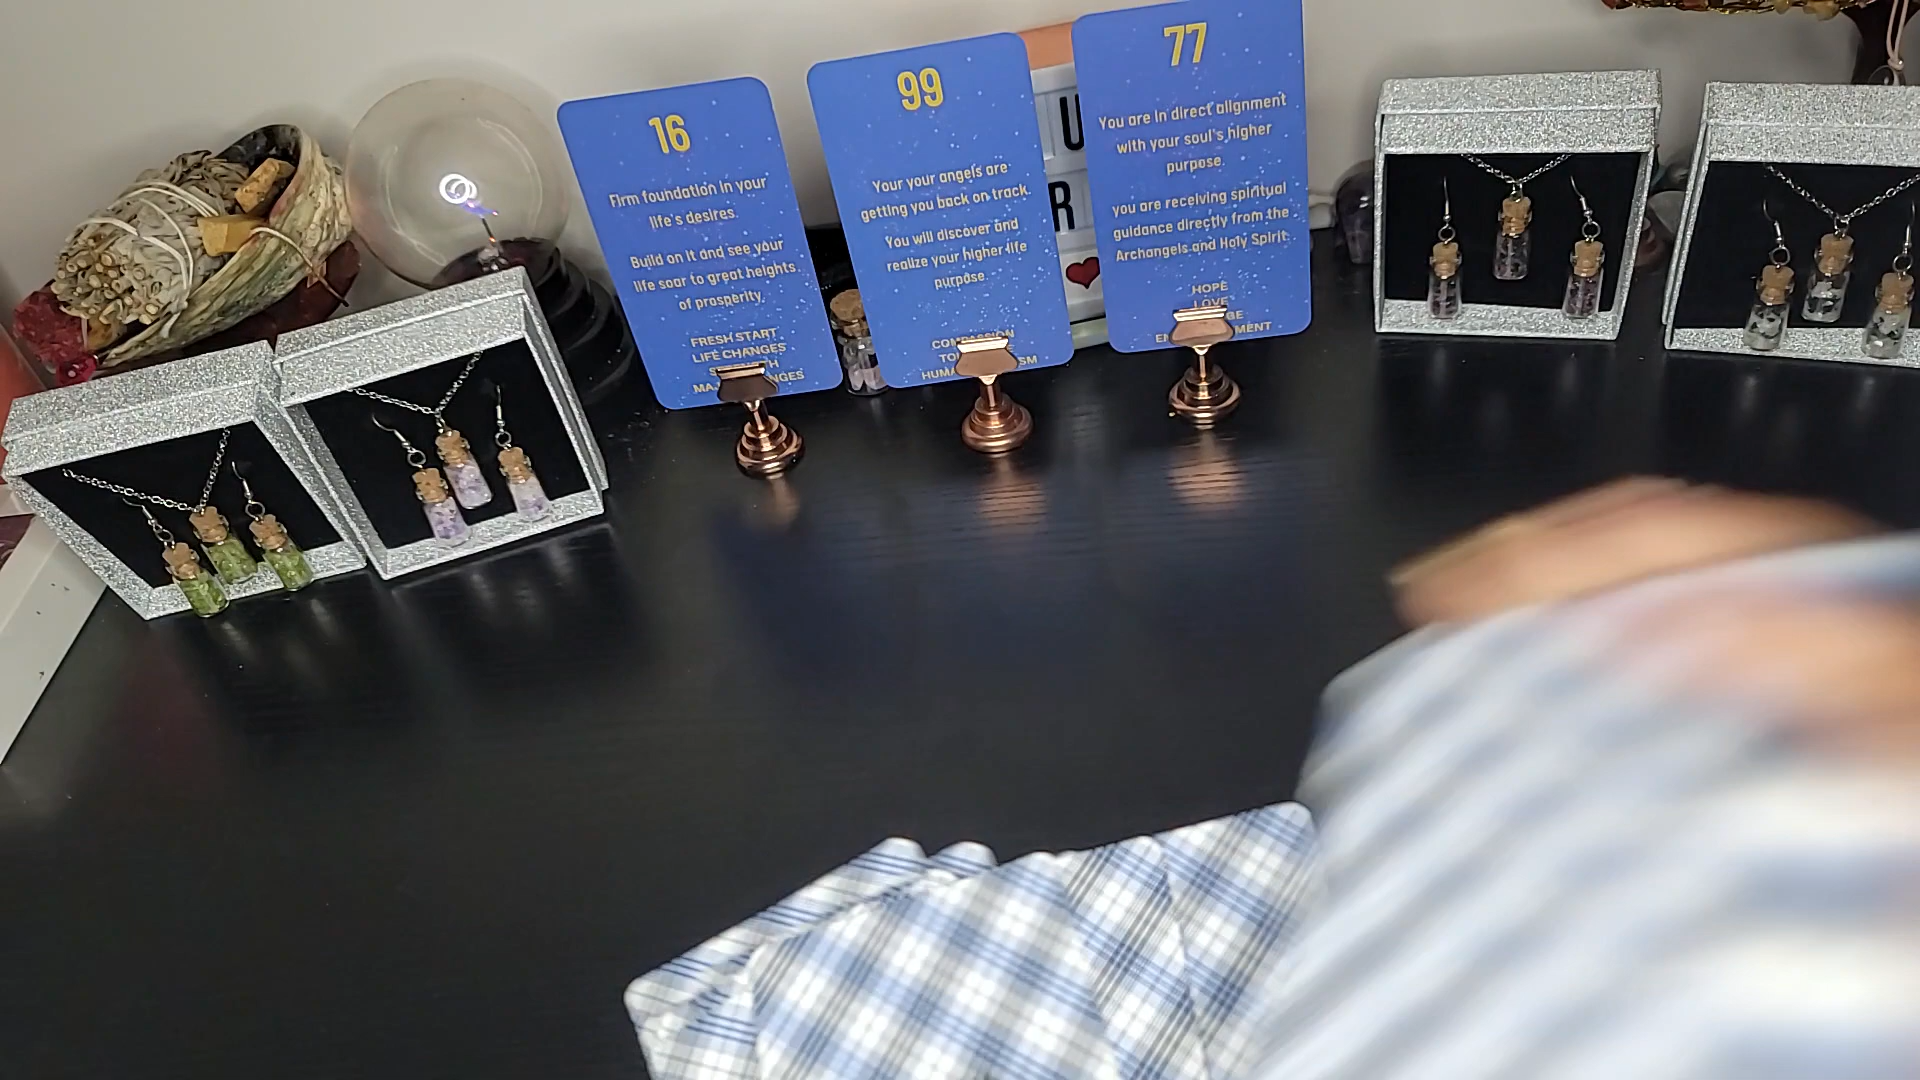 16
Firm foundation in your
life's desires.
Build on it and see your
life soar to great heights
of prosperity.
FRESH START
LIFE CHANGES
99
Your your angels are
getting you back on track.
You will discover and
realize your higher life
purpose.
77
You are in direct alignment
with your soul's higher
purpose.
you are receiving spiritual
guidance directly from the
Archangels and Holy Spirit.
HOPE
LOVE
U
R